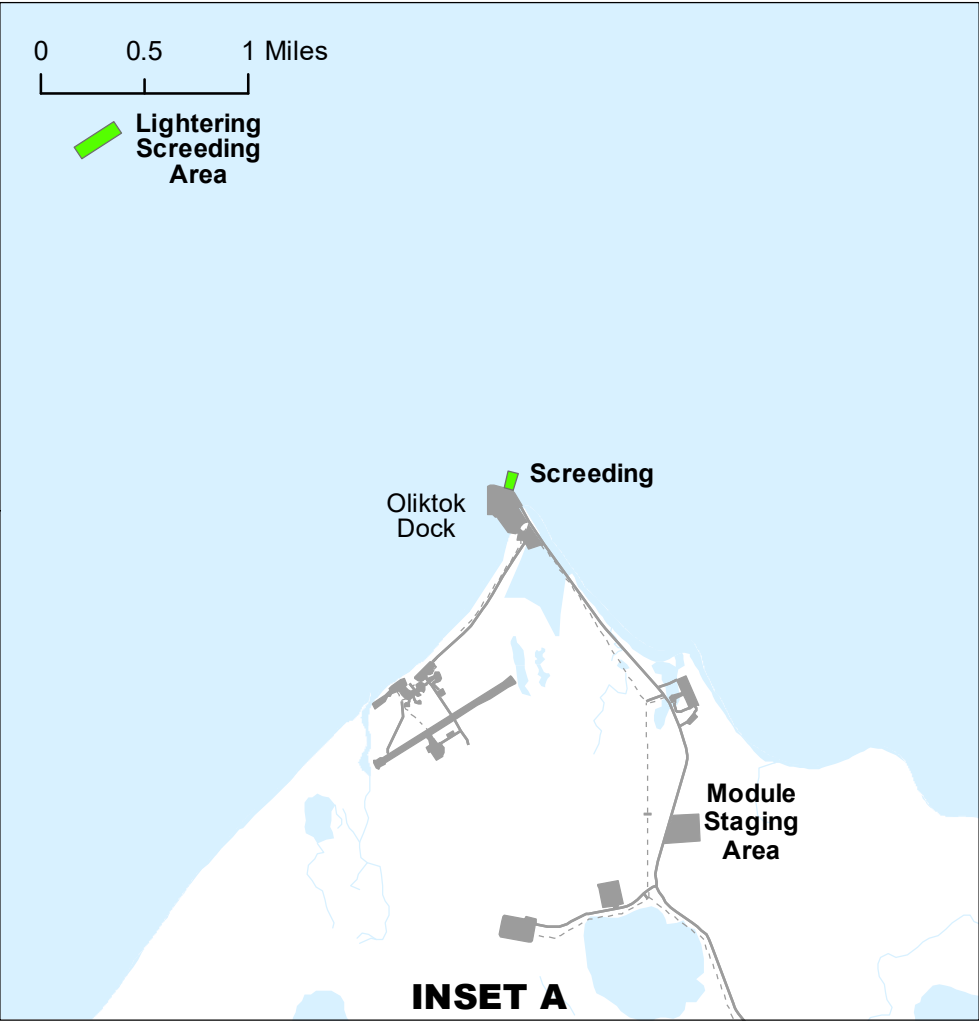 0 0.5 1 Miles
Lightering
Screeding
Area
Screeding
Oliktok
Dock
Module
Staging
Area
INSET A